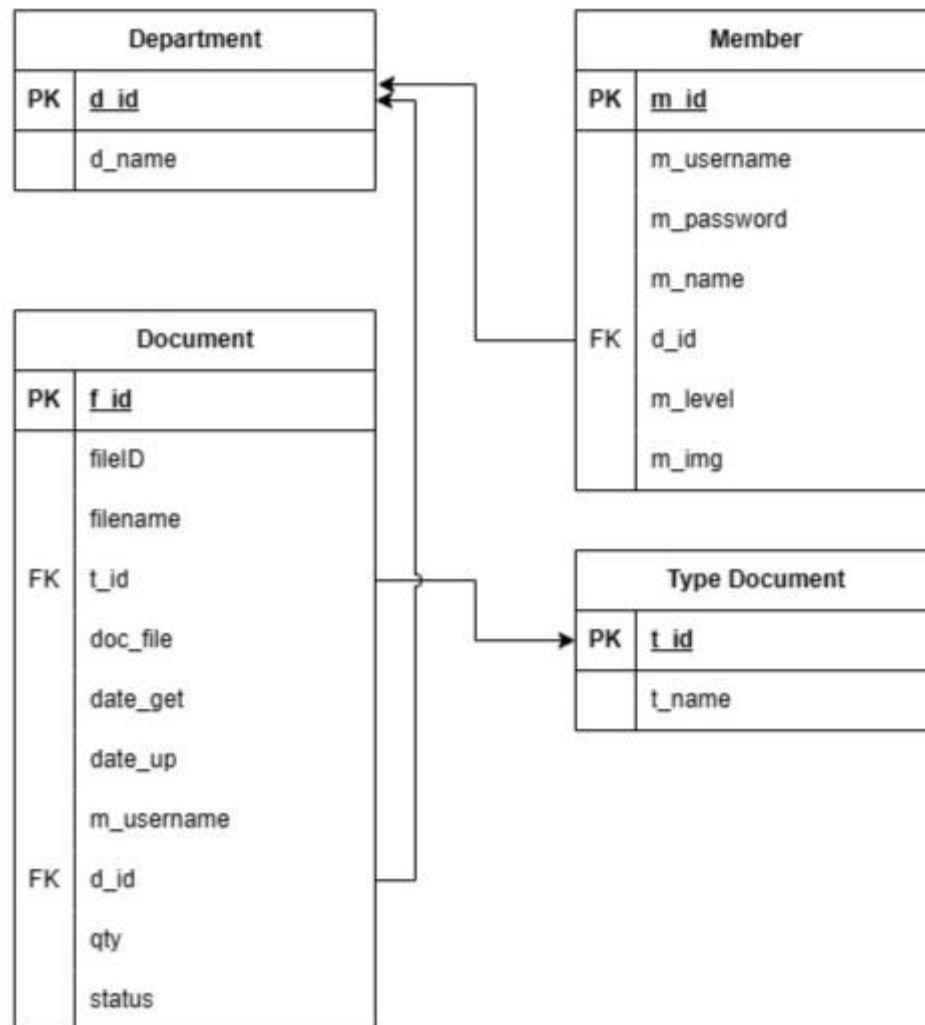 Department
PK d_id
d_name
Member
PK m_id
m_username
m_password
m_name
FK d_id
m_level
m_img
Document
PK f_id
fileID
filename
FK t_id
doc_file
date_get
date_up
m_username
FK d_id
qty
status
Type Document
PK t_id
t_name